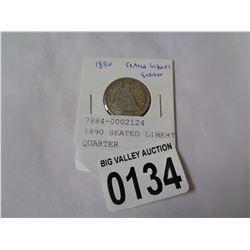 1890 SEATED LIBERTY
QUARTER
7884-0002124
1890 SEATED LIBERT
QUARTER
BIG VALLEY AUCTION
0134